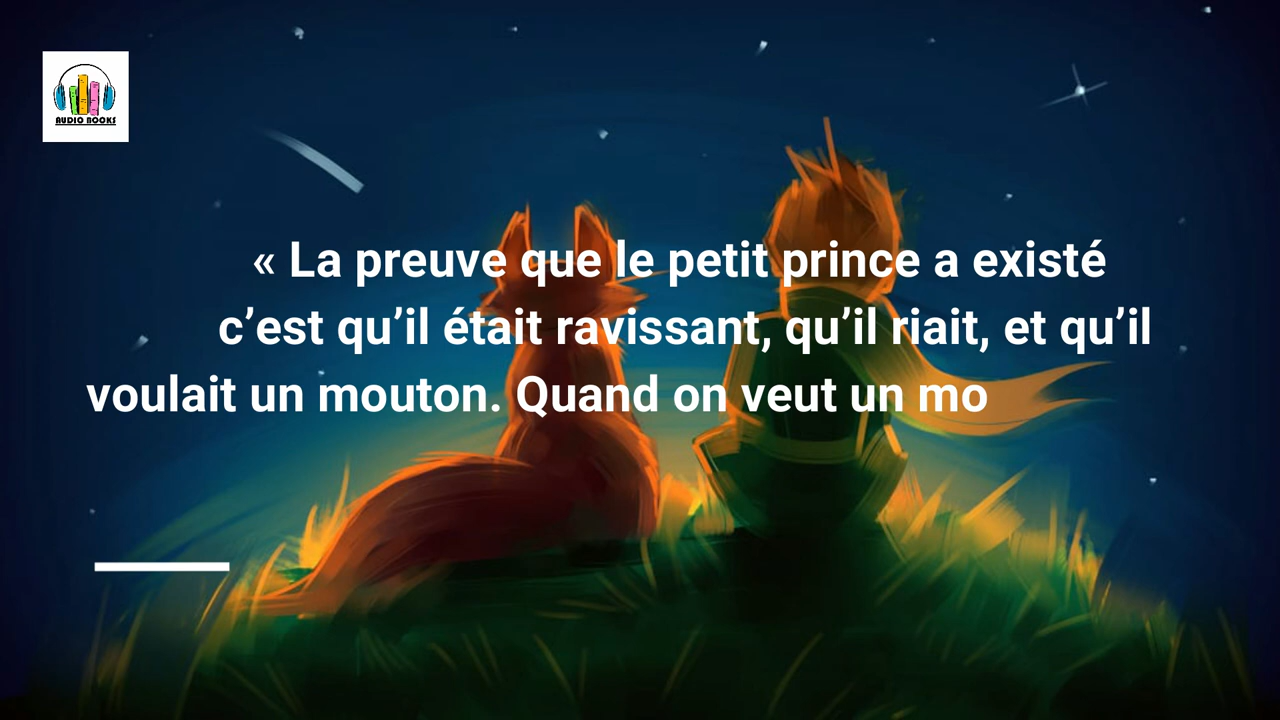 AUDIO BOOKS
« La preuve que le petit prince a existé
c’est qu’il était ravissant, qu’il riait, et qu’il
voulait un mouton. Quand on veut un mo